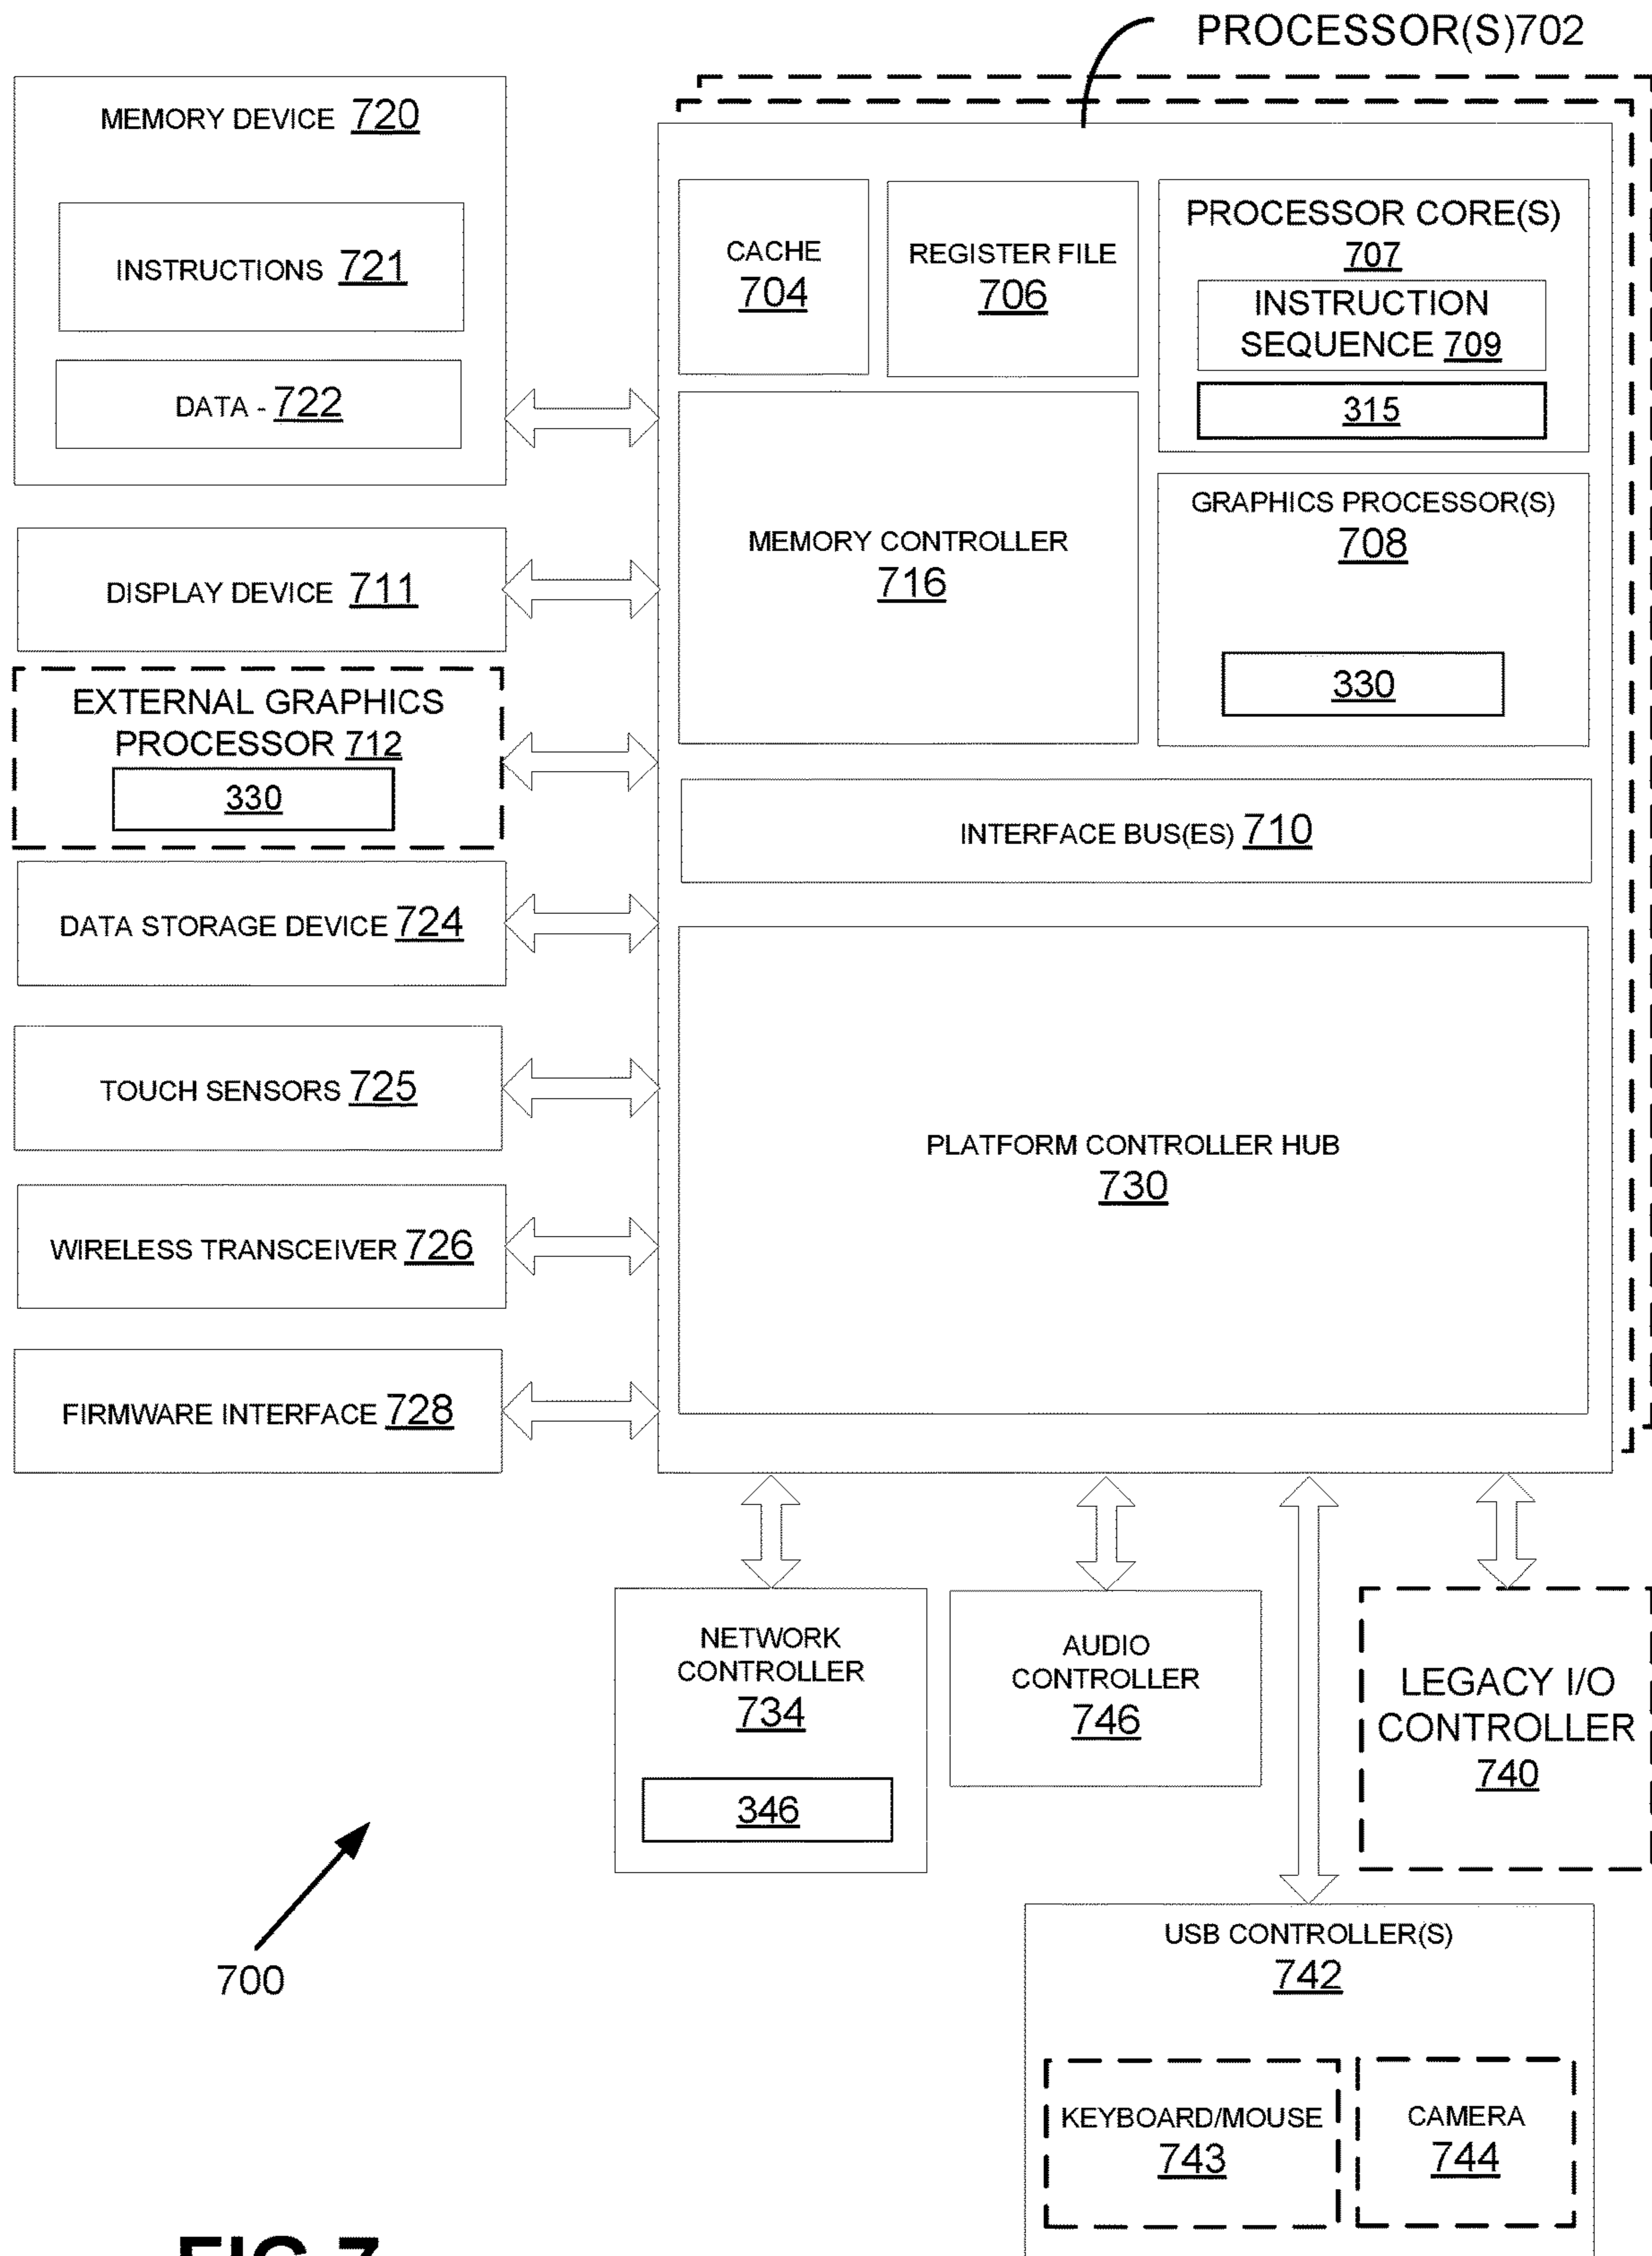 PROCESSOR(S)702
MEMORY DEVICE 720
INSTRUCTIONS 721
DATA - 722
CACHE
704
REGISTER FILE
706
PROCESSOR CORE(S)
707
INSTRUCTION
SEQUENCE 709
315
MEMORY CONTROLLER
716
GRAPHICS PROCESSOR(S)
708
330
DISPLAY DEVICE 711
EXTERNAL GRAPHICS
PROCESSOR 712
330
INTERFACE BUS(ES) 710
DATA STORAGE DEVICE 724
TOUCH SENSORS 725
WIRELESS TRANSCEIVER 726
FIRMWARE INTERFACE 728
PLATFORM CONTROLLER HUB
730
NETWORK
CONTROLLER
734
346
AUDIO
CONTROLLER
746
LEGACY I/O
CONTROLLER
740
700
USB CONTROLLER(S)
742
KEYBOARD/MOUSE
743
CAMERA
744
FIG 7